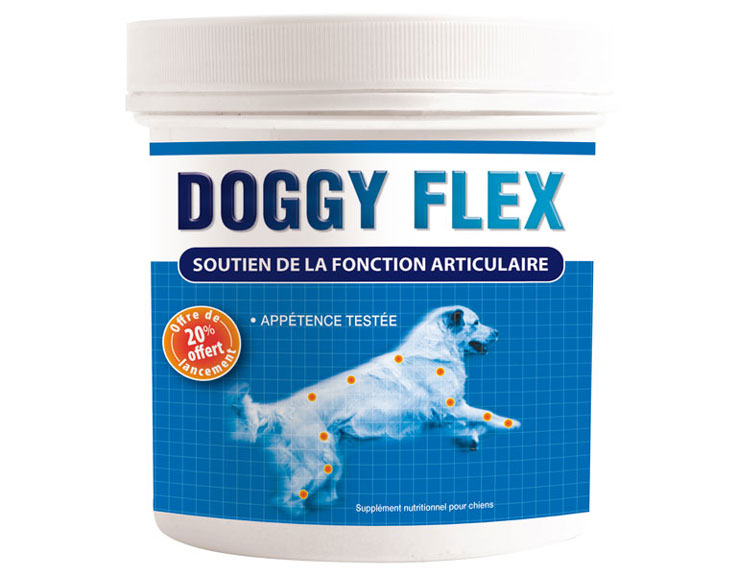 DOGGY FLEX
SOUTIEN DE LA FONCTION ARTICULAIRE
Offre de
20%
offert
lancement
• APPÉTENCE TESTÉE
Supplément nutritionnel pour chiens